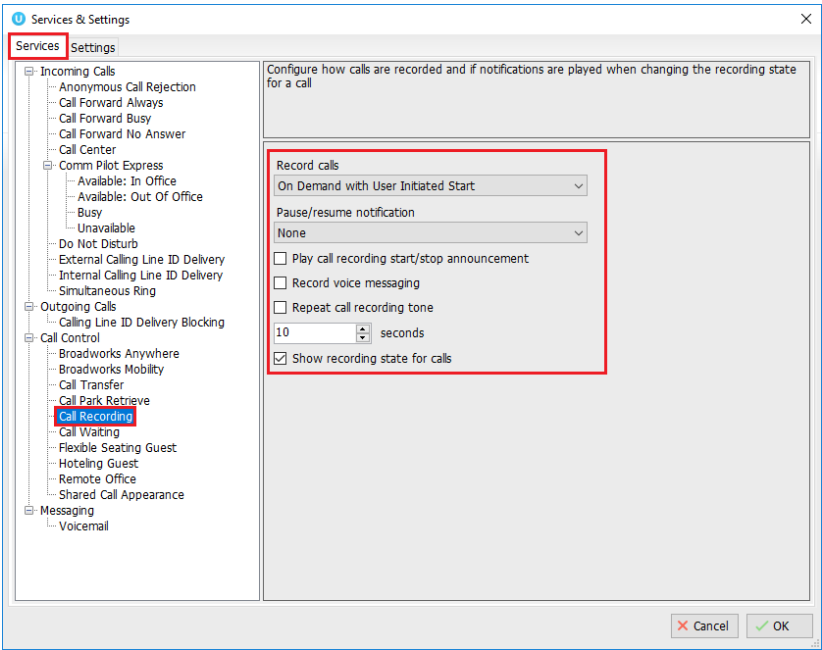 Services & Settings
Services Settings
Incoming Calls
Anonymous Call Rejection
Call Forward Always
Call Forward Busy
Call Forward No Answer
Call Center
Comm Pilot Express
Available: In Office
Available: Out Of Office
Busy
Unavailable
Do Not Disturb
External Calling Line ID Delivery
Internal Calling Line ID Delivery
Simultaneous Ring
Outgoing Calls
Calling Line ID Delivery Blocking
Call Control
Broadworks Anywhere
Broadworks Mobility
Call Transfer
Call Park Retrieve
Call Recording
Call Waiting
Flexible Seating Guest
Hoteling Guest
Remote Office
Shared Call Appearance
Messaging
Voicemail
Configure how calls are recorded and if notifications are played when changing the recording state
for a call
Record calls
On Demand with User Initiated Start
Pause/resume notification
None
Play call recording start/stop announcement
Record voice messaging
Repeat call recording tone
10 seconds
Show recording state for calls
Cancel OK